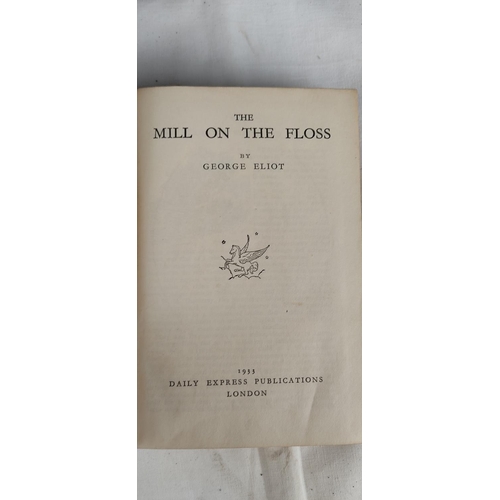 THE
MILL ON THE FLOSS
BY
GEORGE ELIOT
1933
DAILY EXPRESS PUBLICATIONS
LONDON